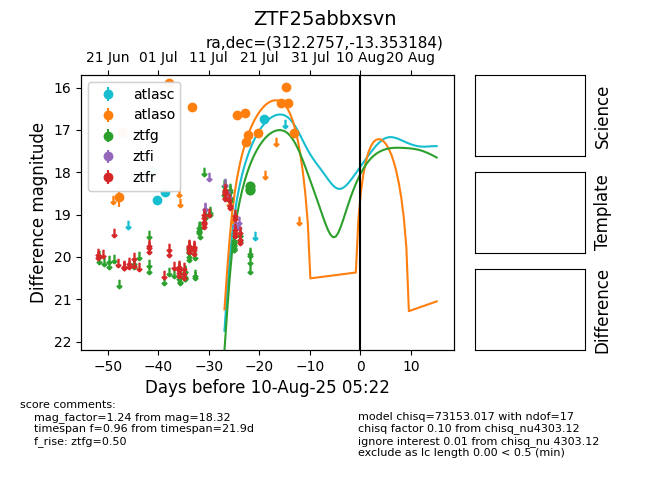 ZTF25abbxsvn
ra,dec=(312.2757,-13.353184)
21 Jun 01 Jul 11 Jul 21 Jul 31 Jul 10 Aug 20 Aug
atlasc
atlaso
ztfg
ztfi
ztfr
Difference magnitude
16
17
18
19
20
21
22
−50 −40 −30 −20 −10 0 10
Days before 10-Aug-25 05:22
Science
Template
Difference
score comments:
mag_factor=1.24 from mag=18.32
timespan f=0.96 from timespan=21.9d
f_rise: ztfg=0.50
model chisq=73153.017 with ndof=17
chisq factor 0.10 from chisq_nu4303.12
ignore interest 0.01 from chisq_nu 4303.12
exclude as lc length 0.00 < 0.5 (min)